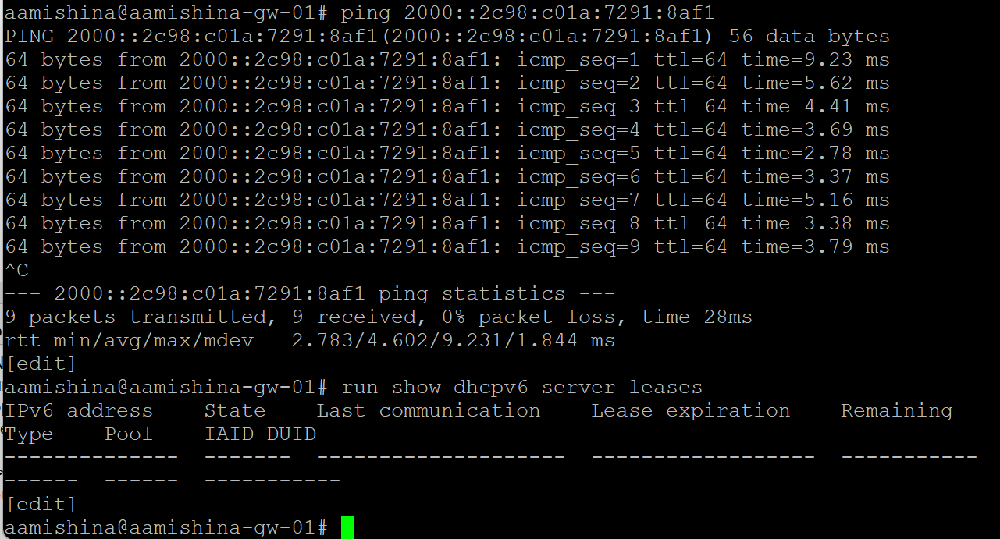 aamishina@aamishina-gw-01# ping 2000::2c98:c01a:7291:8af1
PING 2000::2c98:c01a:7291:8af1(2000::2c98:c01a:7291:8af1) 56 data bytes
64 bytes from 2000::2c98:c01a:7291:8af1: icmp_seq=1 ttl=64 time=9.23 ms
64 bytes from 2000::2c98:c01a:7291:8af1: icmp_seq=2 ttl=64 time=5.62 ms
64 bytes from 2000::2c98:c01a:7291:8af1: icmp_seq=3 ttl=64 time=4.41 ms
64 bytes from 2000::2c98:c01a:7291:8af1: icmp_seq=4 ttl=64 time=3.69 ms
64 bytes from 2000::2c98:c01a:7291:8af1: icmp_seq=5 ttl=64 time=2.78 ms
64 bytes from 2000::2c98:c01a:7291:8af1: icmp_seq=6 ttl=64 time=3.37 ms
64 bytes from 2000::2c98:c01a:7291:8af1: icmp_seq=7 ttl=64 time=5.16 ms
64 bytes from 2000::2c98:c01a:7291:8af1: icmp_seq=8 ttl=64 time=3.38 ms
64 bytes from 2000::2c98:c01a:7291:8af1: icmp_seq=9 ttl=64 time=3.79 ms
^C
--- 2000::2c98:c01a:7291:8af1 ping statistics ---
9 packets transmitted, 9 received, 0% packet loss, time 28ms
rtt min/avg/max/mdev = 2.783/4.602/9.231/1.844 ms
[edit]
aamishina@aamishina-gw-01# run show dhcpv6 server leases
IPv6 address    State    Last communication    Lease expiration    Remaining
Type    Pool    IAID_DUID
--------------  -------  --------------------  ------------------  -----------
------  ------  -----------
[edit]
aamishina@aamishina-gw-01#